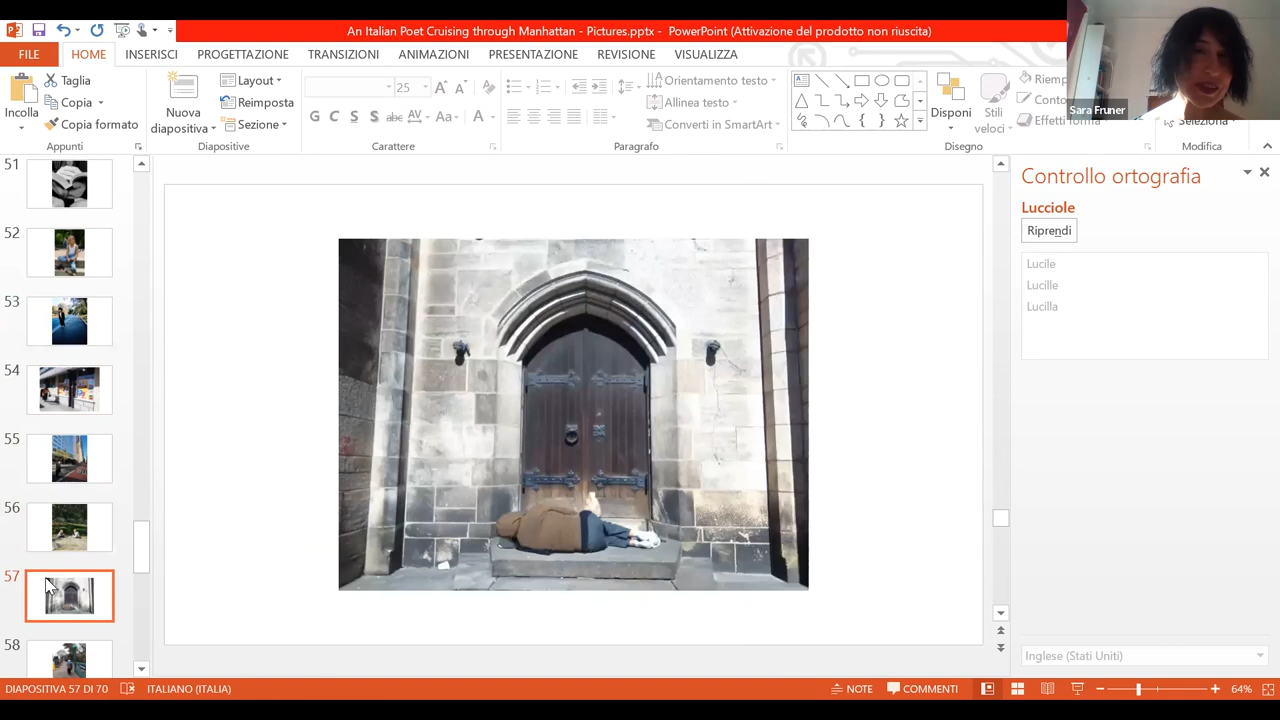 An Italian Poet Cruising through Manhattan - Pictures.pptx - PowerPoint (Attivazione del prodotto non riuscita)
FILE HOME INSERISCI PROGETTAZIONE TRANSIZIONI ANIMAZIONI PRESENTAZIONE REVISIONE VISUALIZZA
Incolla
Taglia
Copia
Copia formato
Appunti
Nuova
diapositiva
Layout
Reimposta
Sezione
Diapositive
25
G C S S abc AV Aa A
Carattere
Orientamento testo
Allinea testo
Converti in SmartArt
Paragrafo
Disponi
Stili
veloci
Disegno
Modifica
Sara Fruner
51
52
53
54
55
56
57
58
Controllo ortografia
Lucciole
Riprendi
Lucile
Lucille
Lucilla
Inglese (Stati Uniti)
DIAPOSITIVA 57 DI 70 ITALIANO (ITALIA) NOTE COMMENTI 64%